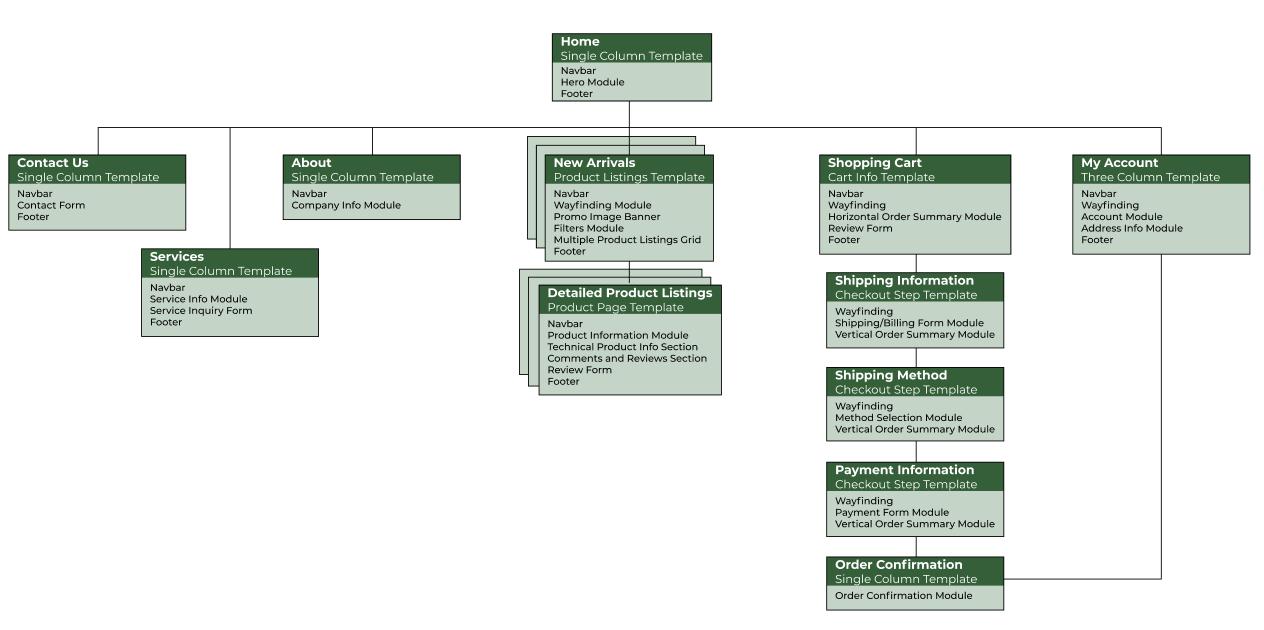 Home
Single Column Template
Navbar
Hero Module
Footer
Contact Us
Single Column Template
Navbar
Contact Form
Footer
Services
Single Column Template
Navbar
Service Info Module
Service Inquiry Form
Footer
About
Single Column Template
Navbar
Company Info Module
New Arrivals
Product Listings Template
Navbar
Wayfinding Module
Promo Image Banner
Filters Module
Multiple Product Listings Grid
Footer
Detailed Product Listings
Product Page Template
Navbar
Product Information Module
Technical Product Info Section
Comments and Reviews Section
Review Form
Footer
Shopping Cart
Cart Info Template
Navbar
Wayfinding
Horizontal Order Summary Module
Review Form
Footer
Shipping Information
Checkout Step Template
Wayfinding
Shipping/Billing Form Module
Vertical Order Summary Module
Shipping Method
Checkout Step Template
Wayfinding
Method Selection Module
Vertical Order Summary Module
Payment Information
Checkout Step Template
Wayfinding
Payment Form Module
Vertical Order Summary Module
Order Confirmation
Single Column Template
Order Confirmation Module
My Account
Three Column Template
Navbar
Wayfinding
Account Module
Address Info Module
Footer